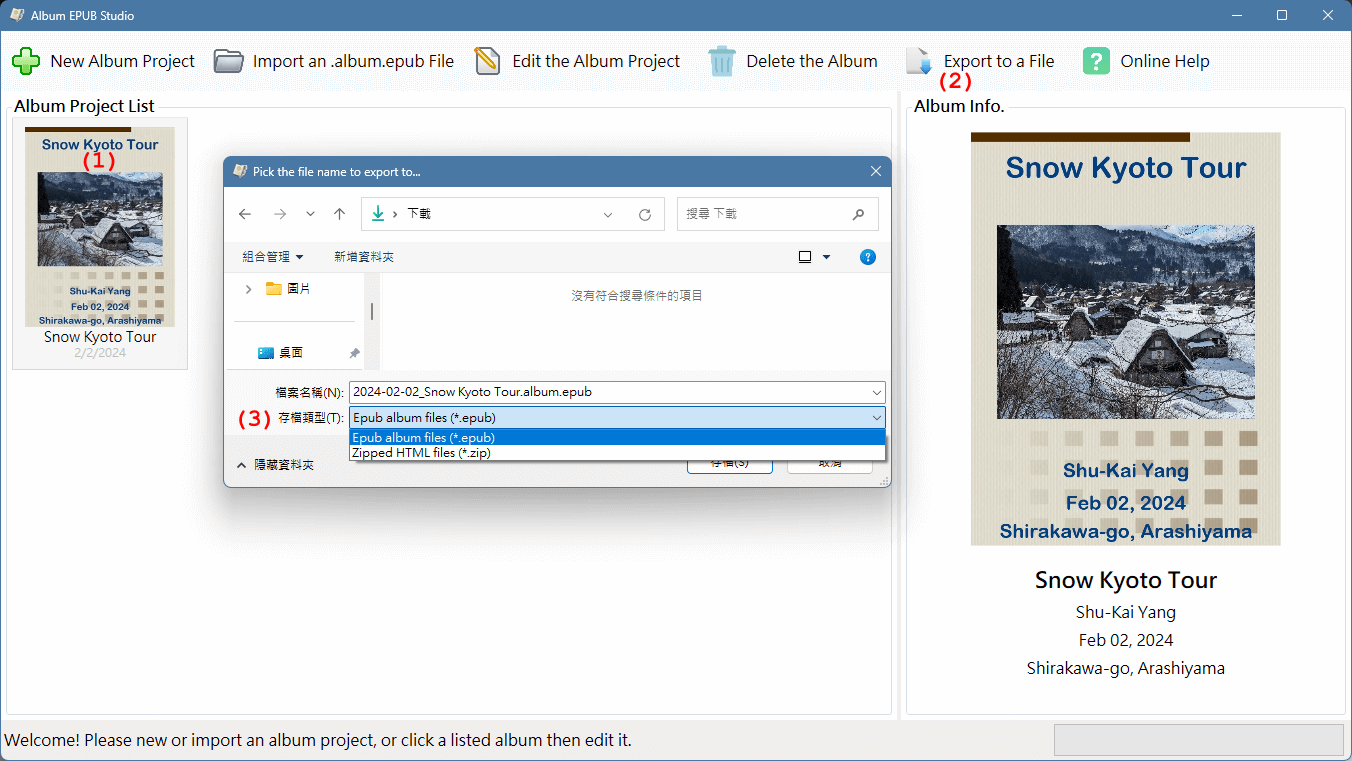 Album EPUB Studio
New Album Project
Import an .album.epub File
Edit the Album Project
Delete the Album
Export to a File
Online Help
(2)
Album Project List
Snow Kyoto Tour
(1)
Shu-Kai Yang
Feb 02, 2024
Shirakawa-go, Arashiyama
Snow Kyoto Tour
2/2/2024
Pick the file name to export to...
下載
搜尋 下載
組合管理
新增資料夾
圖片
沒有符合搜尋條件的項目
桌面
檔案名稱(N):
2024-02-02_Snow Kyoto Tour.album.epub
(3)
存檔類型(T):
Epub album files (*.epub)
Epub album files (*.epub)
Zipped HTML files (*.zip)
隱藏資料夾
存檔(S)
取消
Album Info.
Snow Kyoto Tour
Shu-Kai Yang
Feb 02, 2024
Shirakawa-go, Arashiyama
Snow Kyoto Tour
Shu-Kai Yang
Feb 02, 2024
Shirakawa-go, Arashiyama
Welcome! Please new or import an album project, or click a listed album then edit it.